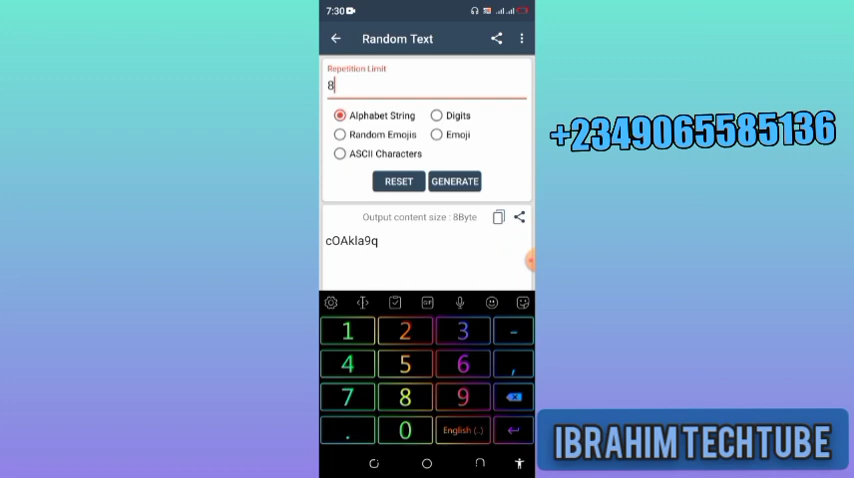 7:30
Random Text
Repetition Limit
8
Alphabet String
Digits
Random Emojis
Emoji
ASCII Characters
RESET
GENERATE
Output content size : 8Byte
cOAkla9q
GIF
1 2 3 -
4 5 6 ,
7 8 9
. 0 English (..)
+2349065585136
IBRAHIM TECHTUBE